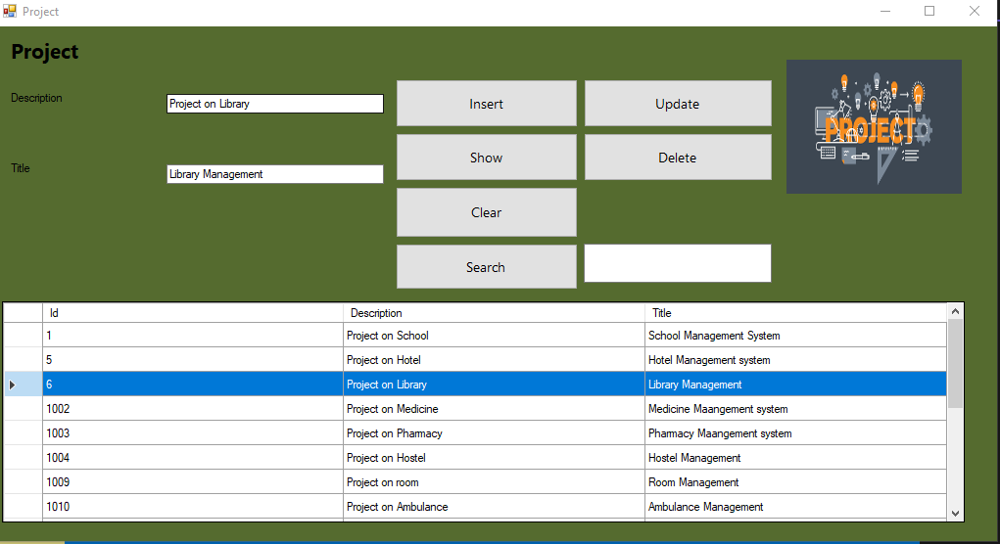 Project
Project
Description
Project on Library
Insert
Update
PROJECT
Show
Delete
Title
Library Management
Clear
Search
Id Description Title
1 Project on School School Management System
5 Project on Hotel Hotel Management system
6 Project on Library Library Management
1002 Project on Medicine Medicine Maangement system
1003 Project on Pharmacy Pharmacy Maangement system
1004 Project on Hostel Hostel Management
1009 Project on room Room Management
1010 Project on Ambulance Ambulance Management